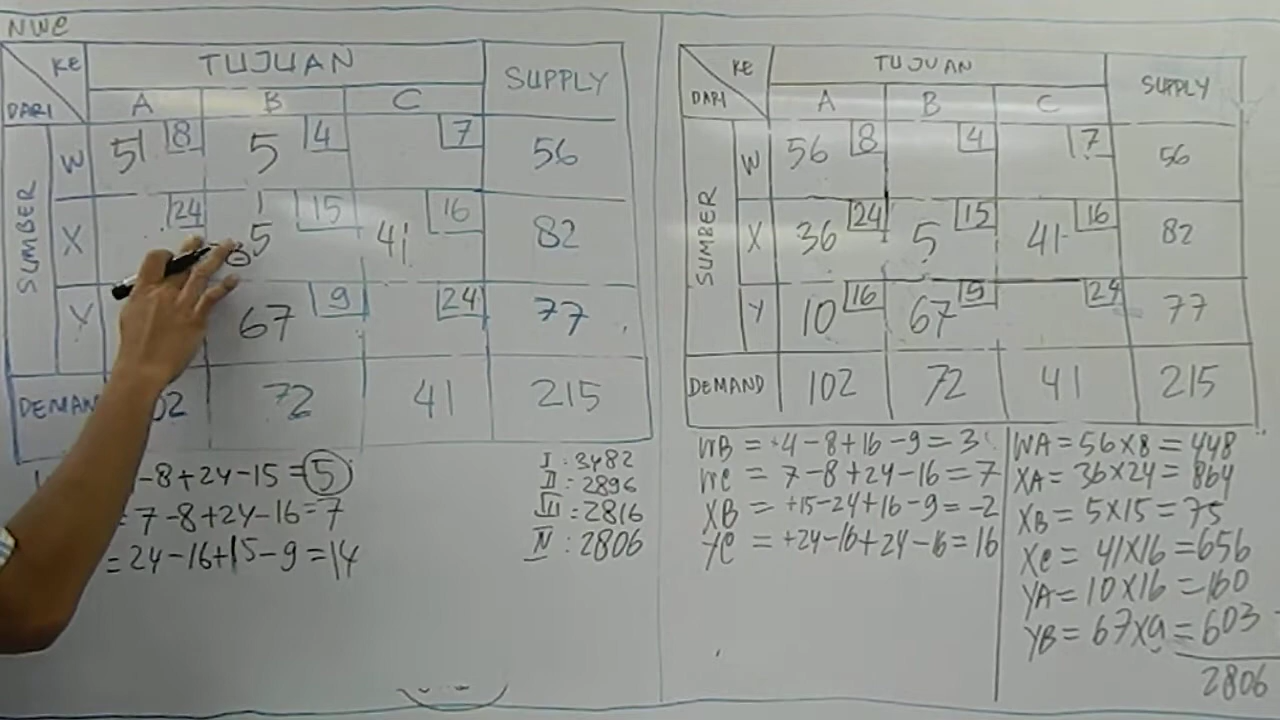 NWC
KE TUJUAN SUPPLY
DARI A B C
SUMBER
W 51 8 5 4 7 56
X 24 15 15 41 16 82
Y 67 9 24 77
DEMAND 102 72 41 215
-8+24-15=5
=7-8+24-16=7
=24-16+15-9=14
I : 3482
II : 2896
III : 2816
IV : 2806
KE TUJUAN SUPPLY
DARI A B C
SUMBER
W 56 8 4 7 56
X 36 24 5 15 41 16 82
Y 10 16 67 9 24 77
DEMAND 102 72 41 215
WB = +4-8+16-9=3
WC = 7-8+24-16=7
XB = +15-24+16-9=-2
YC = +24-16+24-16=16
WA=56x8=448
XA=36x24=864
XB=5x15=75
XC=41x16=656
YA=10x16=160
YB=67x9=603
2806